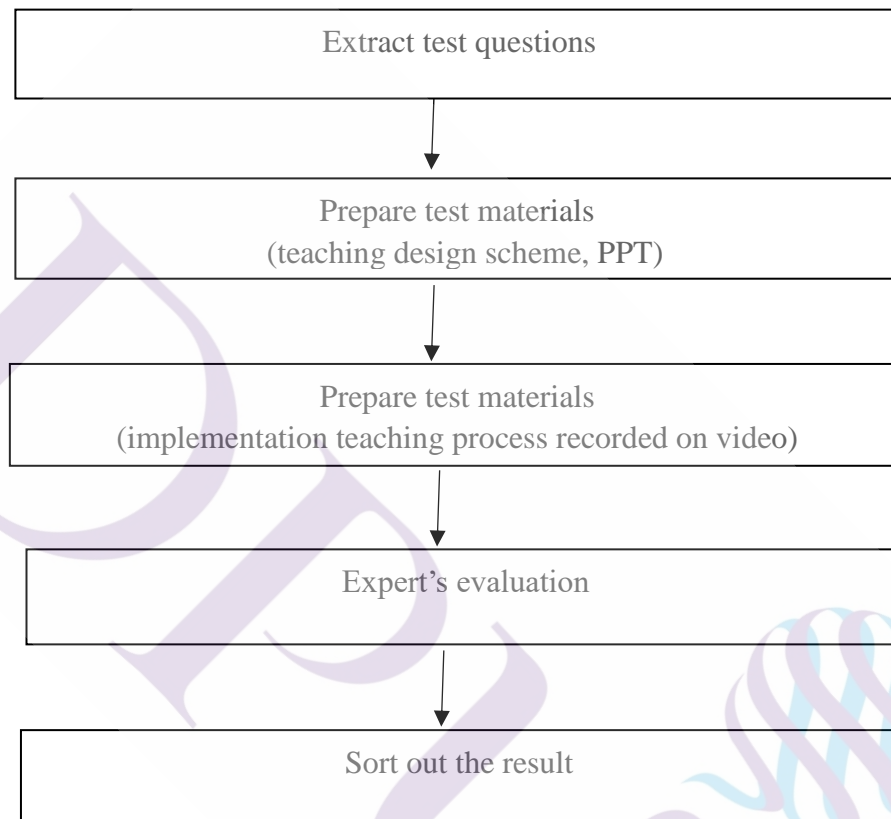 Extract test questions
Prepare test materials
(teaching design scheme, PPT)
Prepare test materials
(implementation teaching process recorded on video)
Expert’s evaluation
Sort out the result